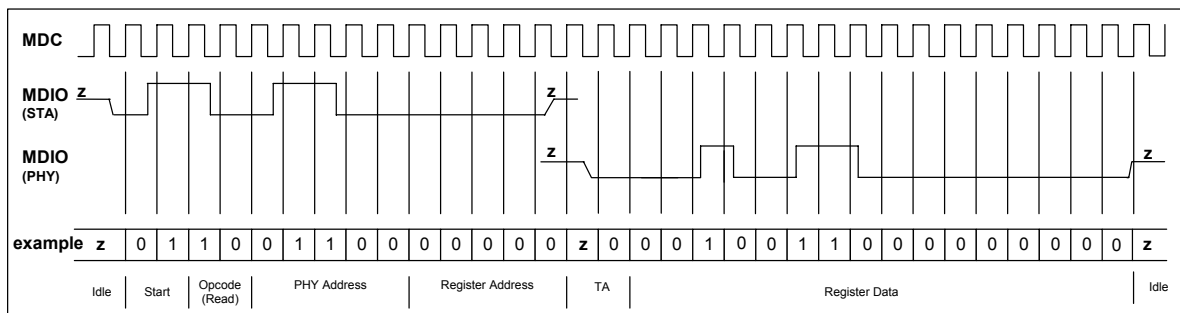 MDC
MDIO z z
(STA)
MDIO z z
(PHY)
example z 0 1 1 0 0 1 1 0 0 0 0 0 0 0 z 0 0 0 1 0 0 1 1 0 0 0 0 0 0 0 0 z
Idle Start Opcode (Read) PHY Address Register Address TA Register Data Idle